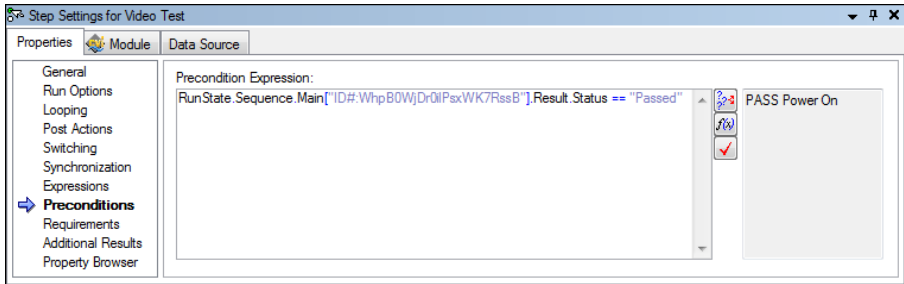 Step Settings for Video Test
Properties
Module
Data Source
General
Run Options
Looping
Post Actions
Switching
Synchronization
Expressions
Preconditions
Requirements
Additional Results
Property Browser
Precondition Expression:
RunState.Sequence.Main["ID#:WhpB0WjDr0ilPsxWK7RssB"].Result.Status == "Passed"
f(x)
PASS Power On